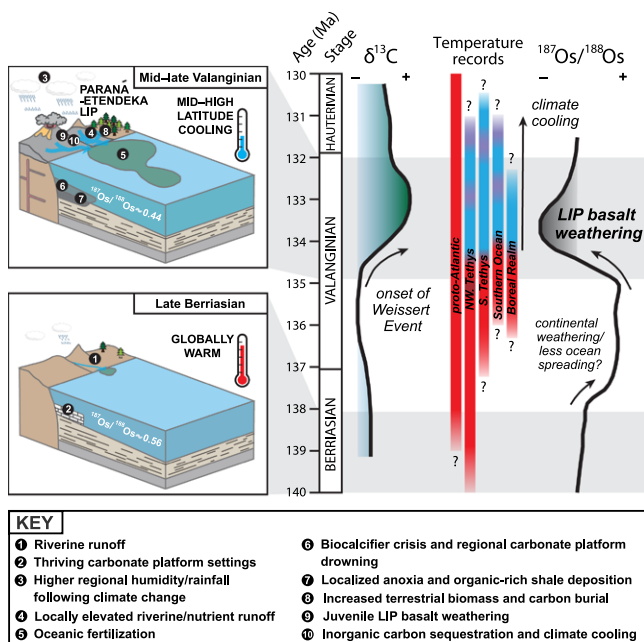 Mid–late Valanginian
3
PARANÁ
-ETENDEKA
LIP
MID–HIGH
LATITUDE
COOLING
9
4
8
10
5
6
7
187Os/188Os~0.44
Late Berriasian
GLOBALLY
WARM
1
2
187Os/188Os~0.56
Age (Ma)
Stage
δ13C
– +
Temperature
records
187Os/188Os
– +
130
131
132
133
134
135
136
137
138
139
140
HAUTERMIAN
VALANGINIAN
BERRIASIAN
onset of
Weissert
Event
proto-Atlantic
NW. Tethys
S. Tethys
Southern Ocean
Boreal Realm
?
?
?
?
?
?
?
?
climate
cooling
LIP basalt
weathering
continental
weathering/
less ocean
spreading?
KEY
1 Riverine runoff
2 Thriving carbonate platform settings
3 Higher regional humidity/rainfall
following climate change
4 Locally elevated riverine/nutrient runoff
5 Oceanic fertilization
6 Biocalcifier crisis and regional carbonate platform
drowning
7 Localized anoxia and organic-rich shale deposition
8 Increased terrestrial biomass and carbon burial
9 Juvenile LIP basalt weathering
10 Inorganic carbon sequestration and climate cooling